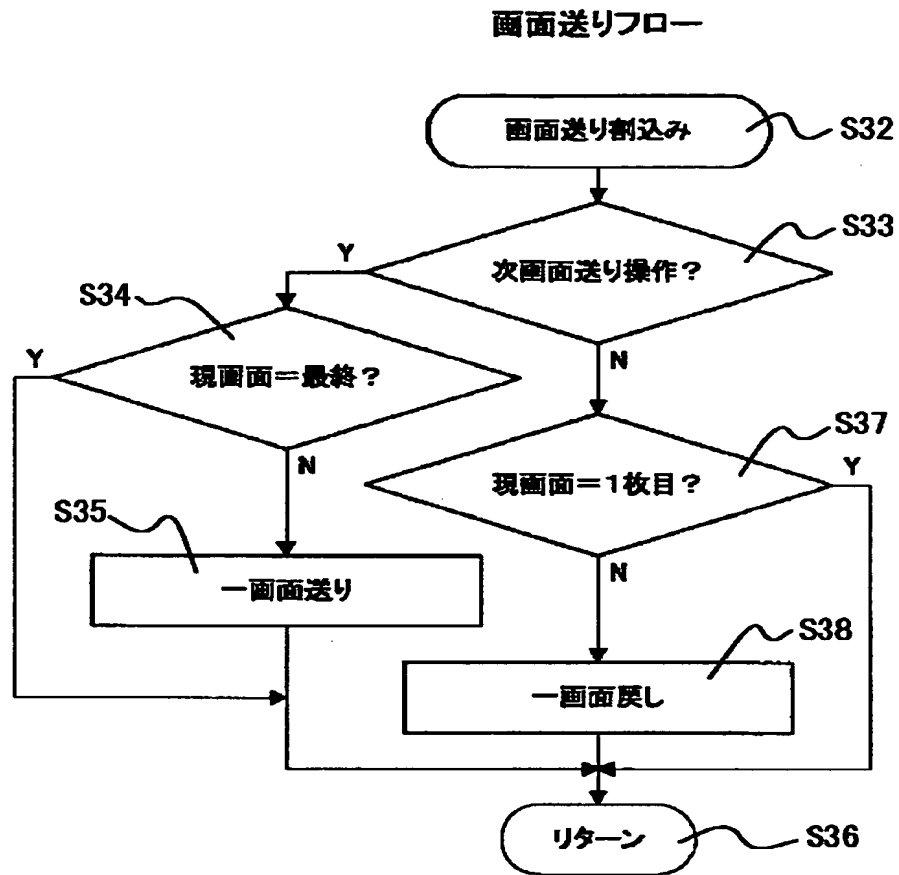 画面送りフロー
画面送り割込み
S32
次画面送り操作？
S33
Y
N
S34
現画面＝最終？
Y
N
S37
現画面＝1枚目？
Y
N
S35
一画面送り
S38
一画面戻し
リターン
S36